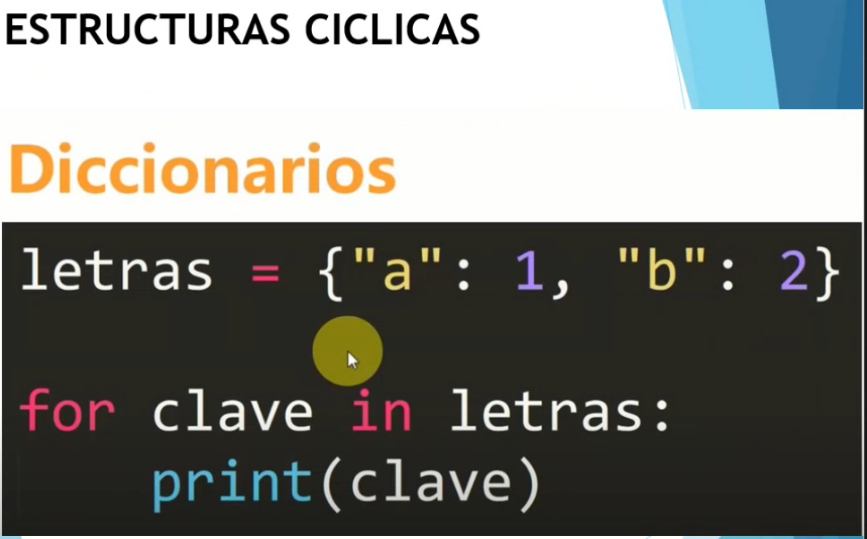 ESTRUCTURAS CICLICAS
Diccionarios
letras = {"a": 1, "b": 2}
for clave in letras:
    print(clave)